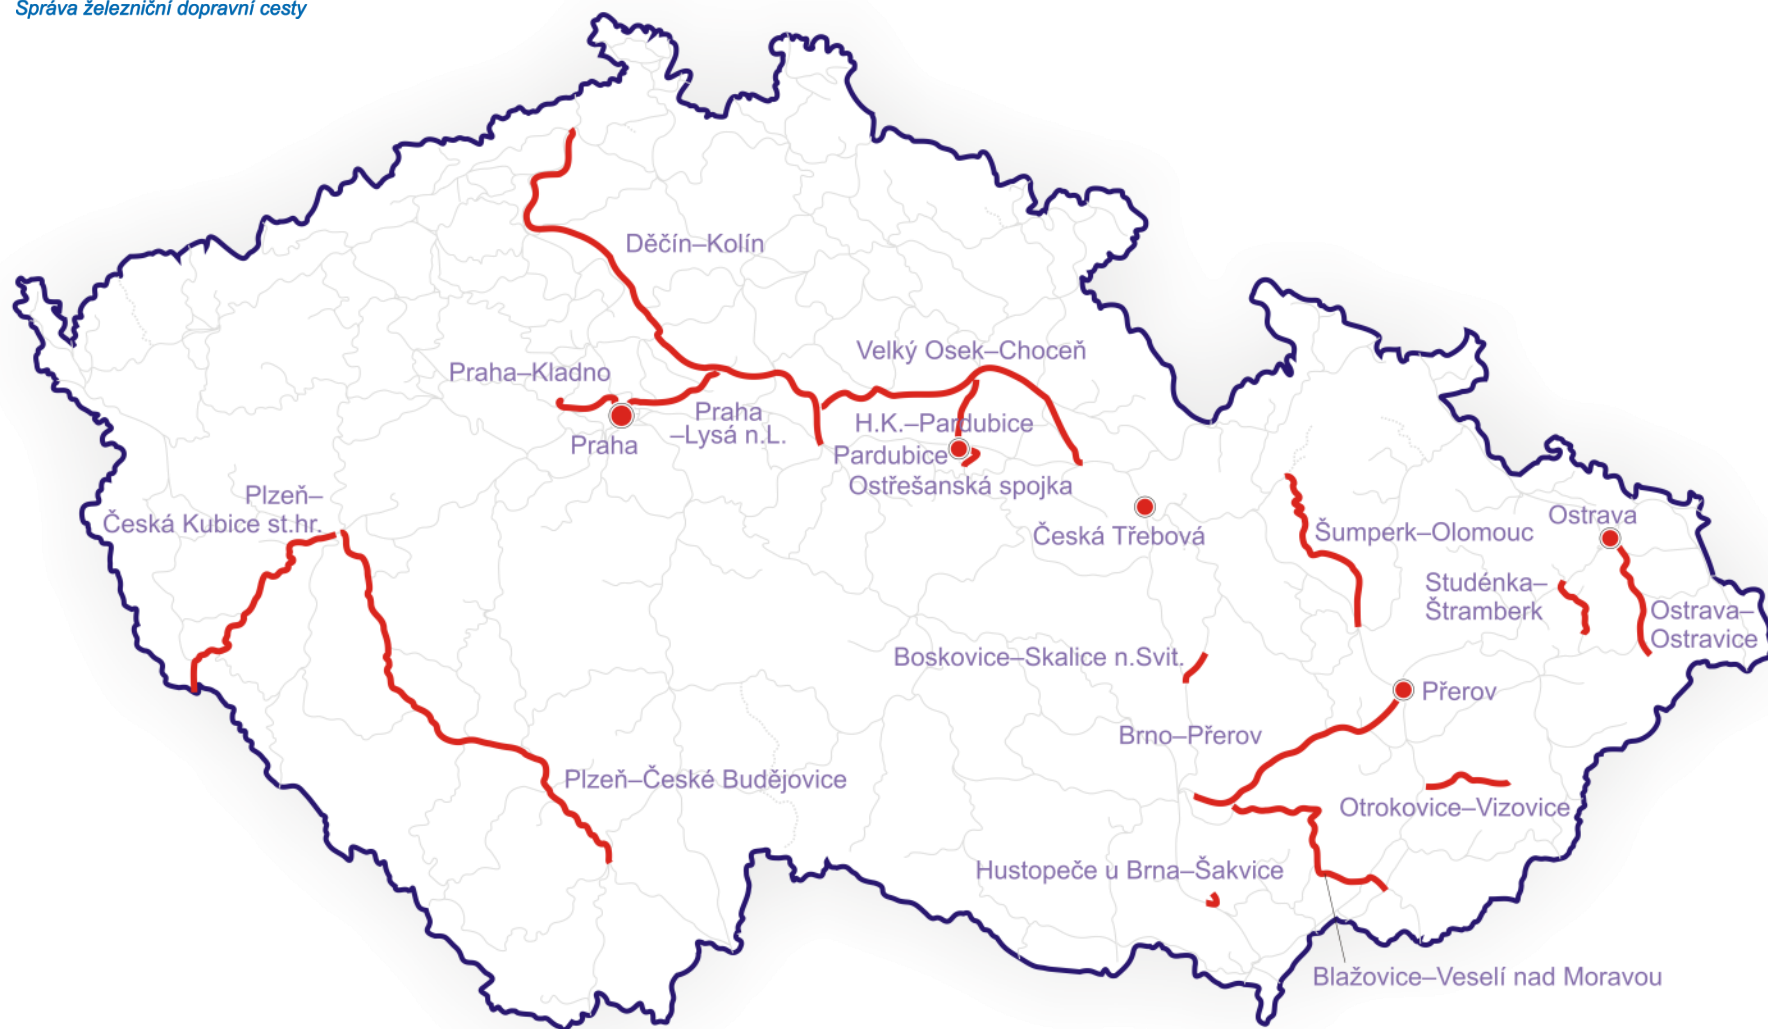 Správa železniční dopravní cesty
Děčín–Kolín
Velký Osek–Choceň
Praha–Kladno
Praha
–Lysá n.L.
H.K.–Pardubice
Praha
Pardubice
Ostřešanská spojka
Plzeň–
Česká Kubice st.hr.
Česká Třebová
Šumperk–Olomouc
Ostrava
Studénka–
Štramberk
Ostrava–
Ostravice
Boskovice–Skalice n.Svit.
Přerov
Brno–Přerov
Plzeň–České Budějovice
Otrokovice–Vizovice
Hustopeče u Brna–Šakvice
Blažovice–Veselí nad Moravou